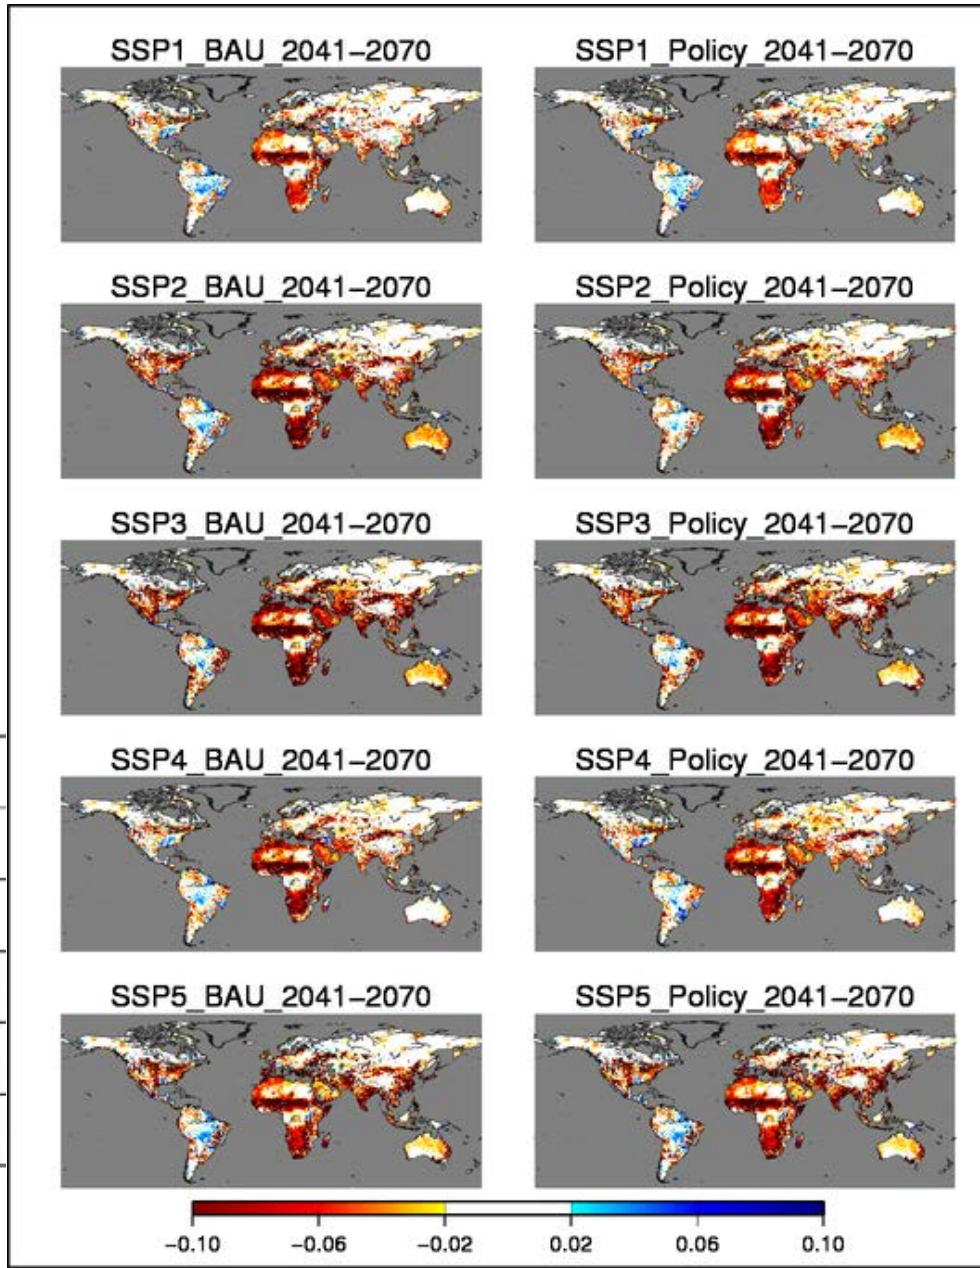 SSP1_BAU_2041-2070 SSP1_Policy_2041-2070
SSP2_BAU_2041-2070 SSP2_Policy_2041-2070
SSP3_BAU_2041-2070 SSP3_Policy_2041-2070
SSP4_BAU_2041-2070 SSP4_Policy_2041-2070
SSP5_BAU_2041-2070 SSP5_Policy_2041-2070
-0.10 -0.06 -0.02 0.02 0.06 0.10